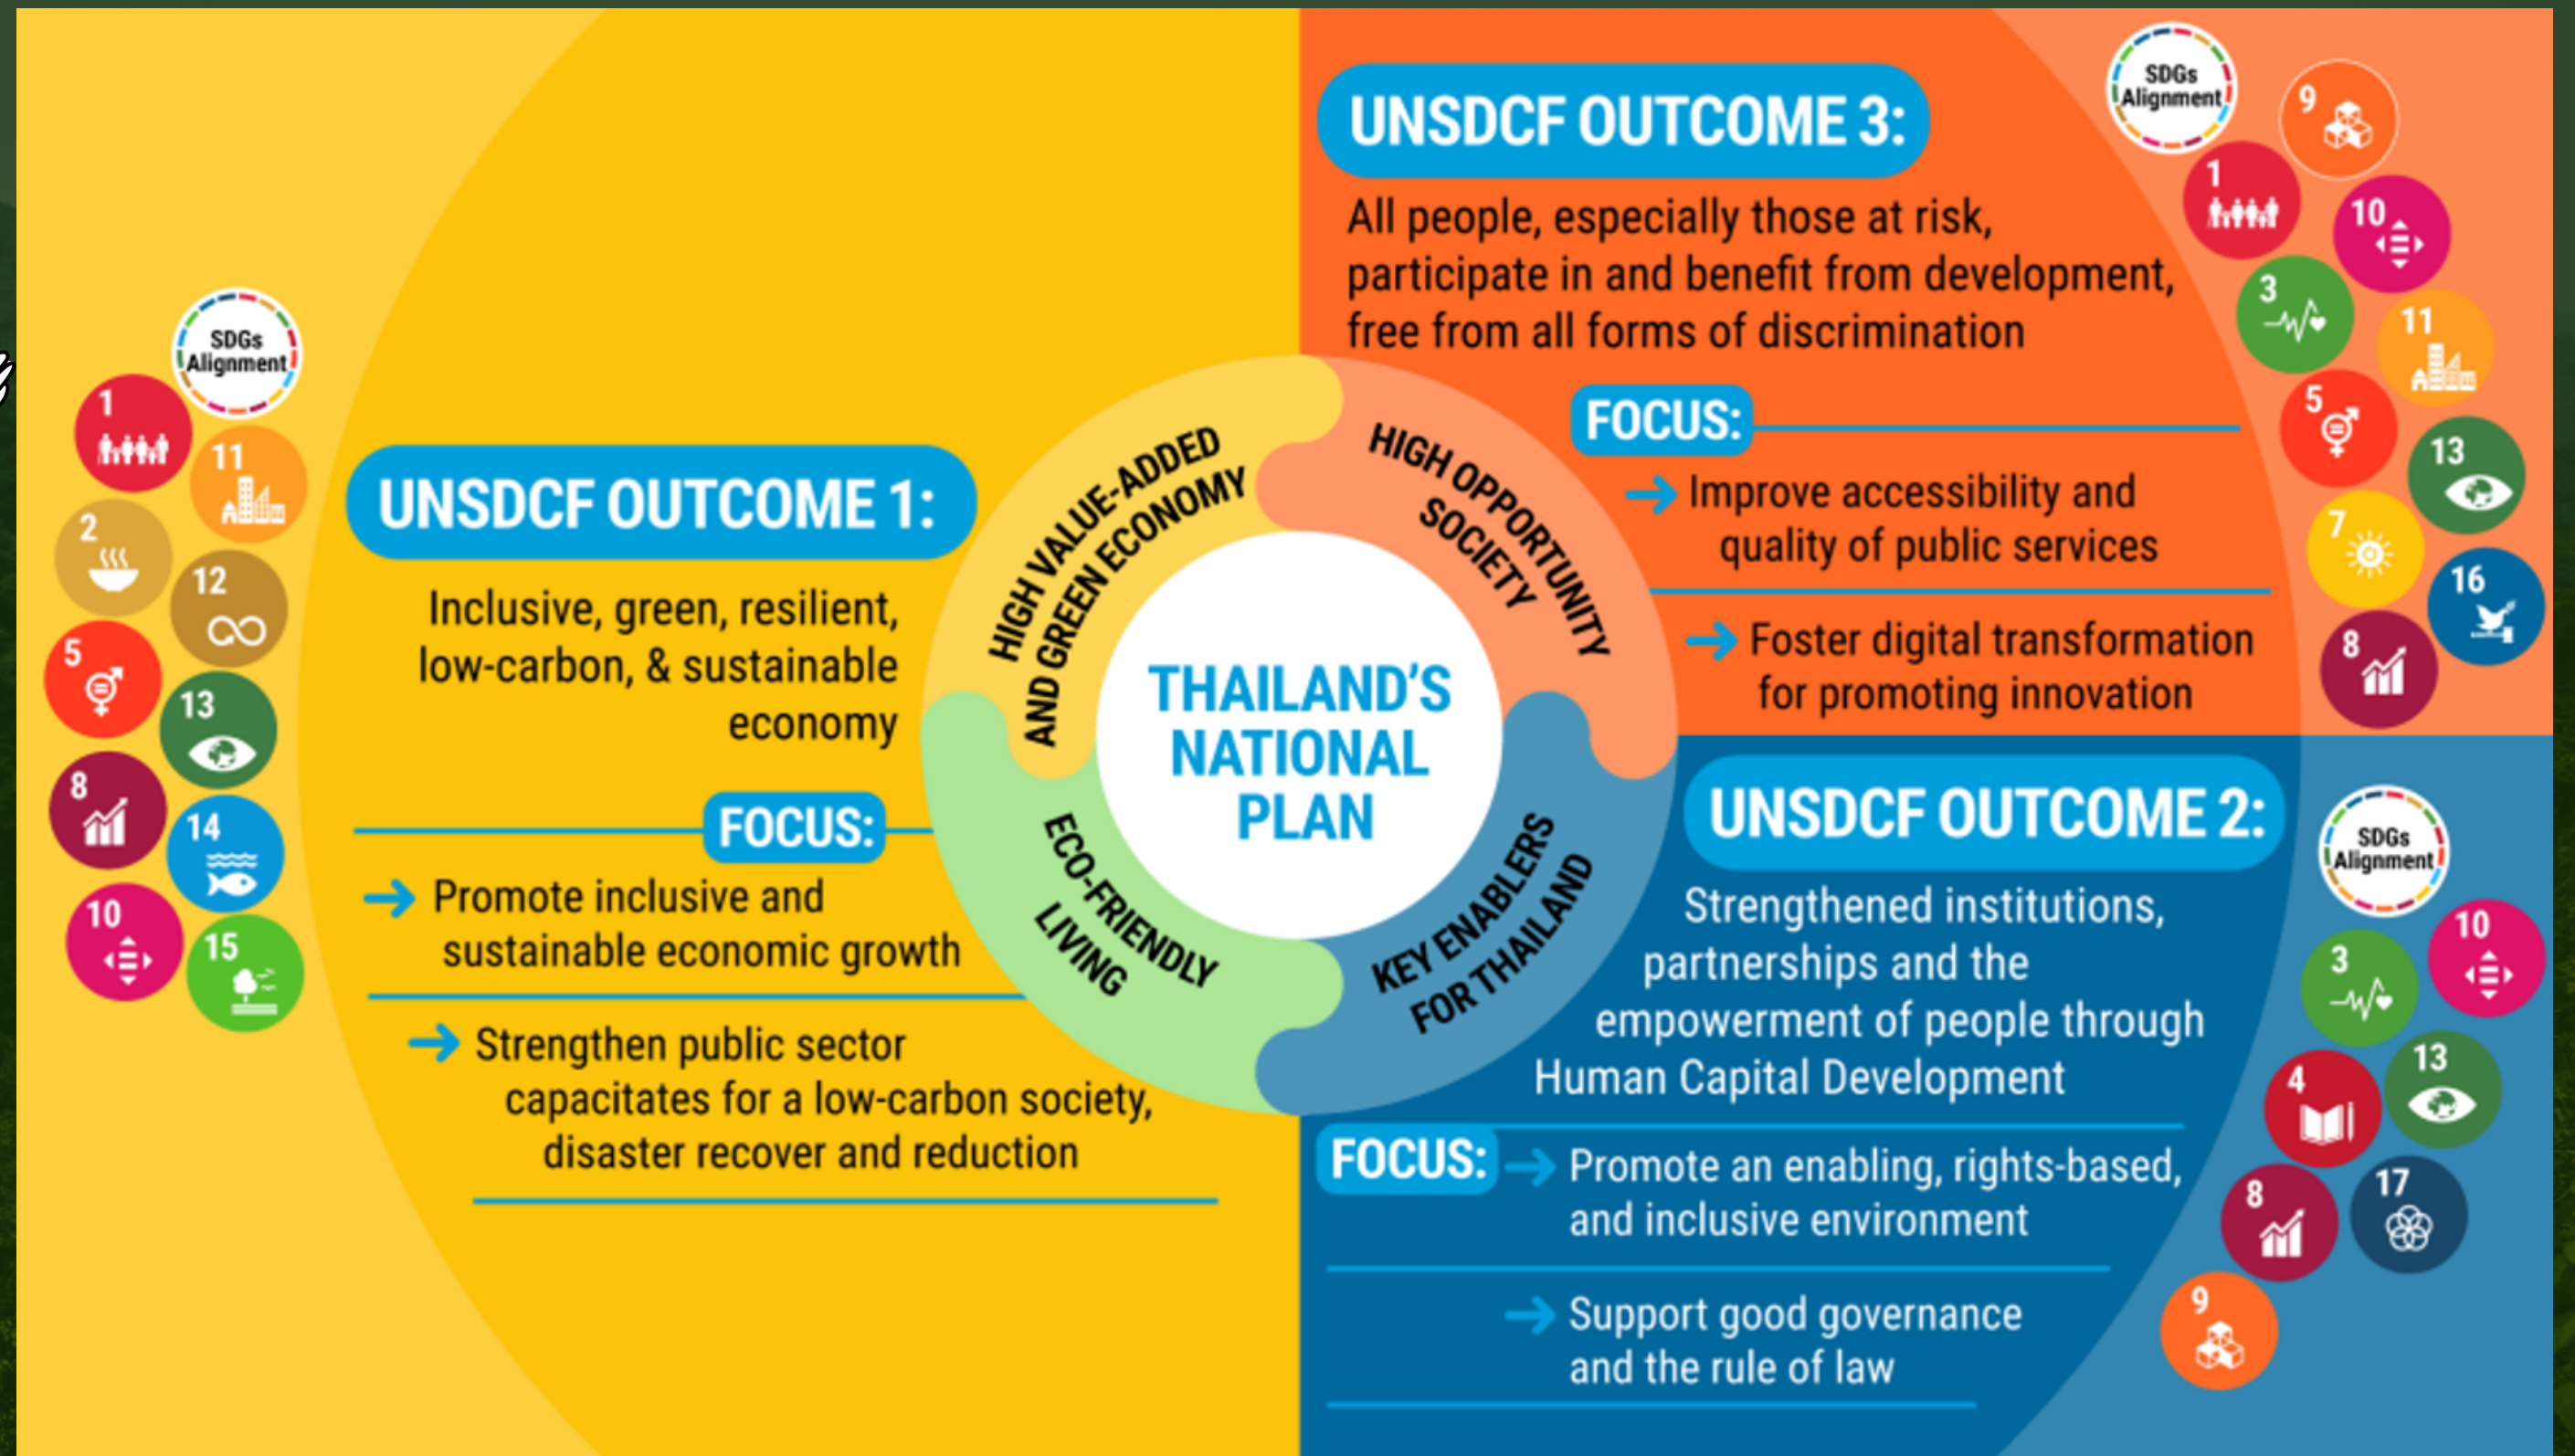 SDGs
Alignment
1
11
2
12
5
13
8
14
10
15
UNSDCF OUTCOME 1:
Inclusive, green, resilient,
low-carbon, & sustainable
economy
FOCUS:
Promote inclusive and
sustainable economic growth
Strengthen public sector
capacitates for a low-carbon society,
disaster recover and reduction
HIGH VALUE-ADDED
AND GREEN ECONOMY
HIGH OPPORTUNITY
SOCIETY
THAILAND'S
NATIONAL
PLAN
ECO-FRIENDLY
LIVING
KEY ENABLERS
FOR THAILAND
UNSDCF OUTCOME 3:
All people, especially those at risk,
participate in and benefit from development,
free from all forms of discrimination
FOCUS:
Improve accessibility and
quality of public services
Foster digital transformation
for promoting innovation
SDGs
Alignment
9
1
10
3
11
5
13
7
16
8
UNSDCF OUTCOME 2:
Strengthened institutions,
partnerships and the
empowerment of people through
Human Capital Development
FOCUS:
Promote an enabling, rights-based,
and inclusive environment
Support good governance
and the rule of law
SDGs
Alignment
10
3
13
4
17
8
9